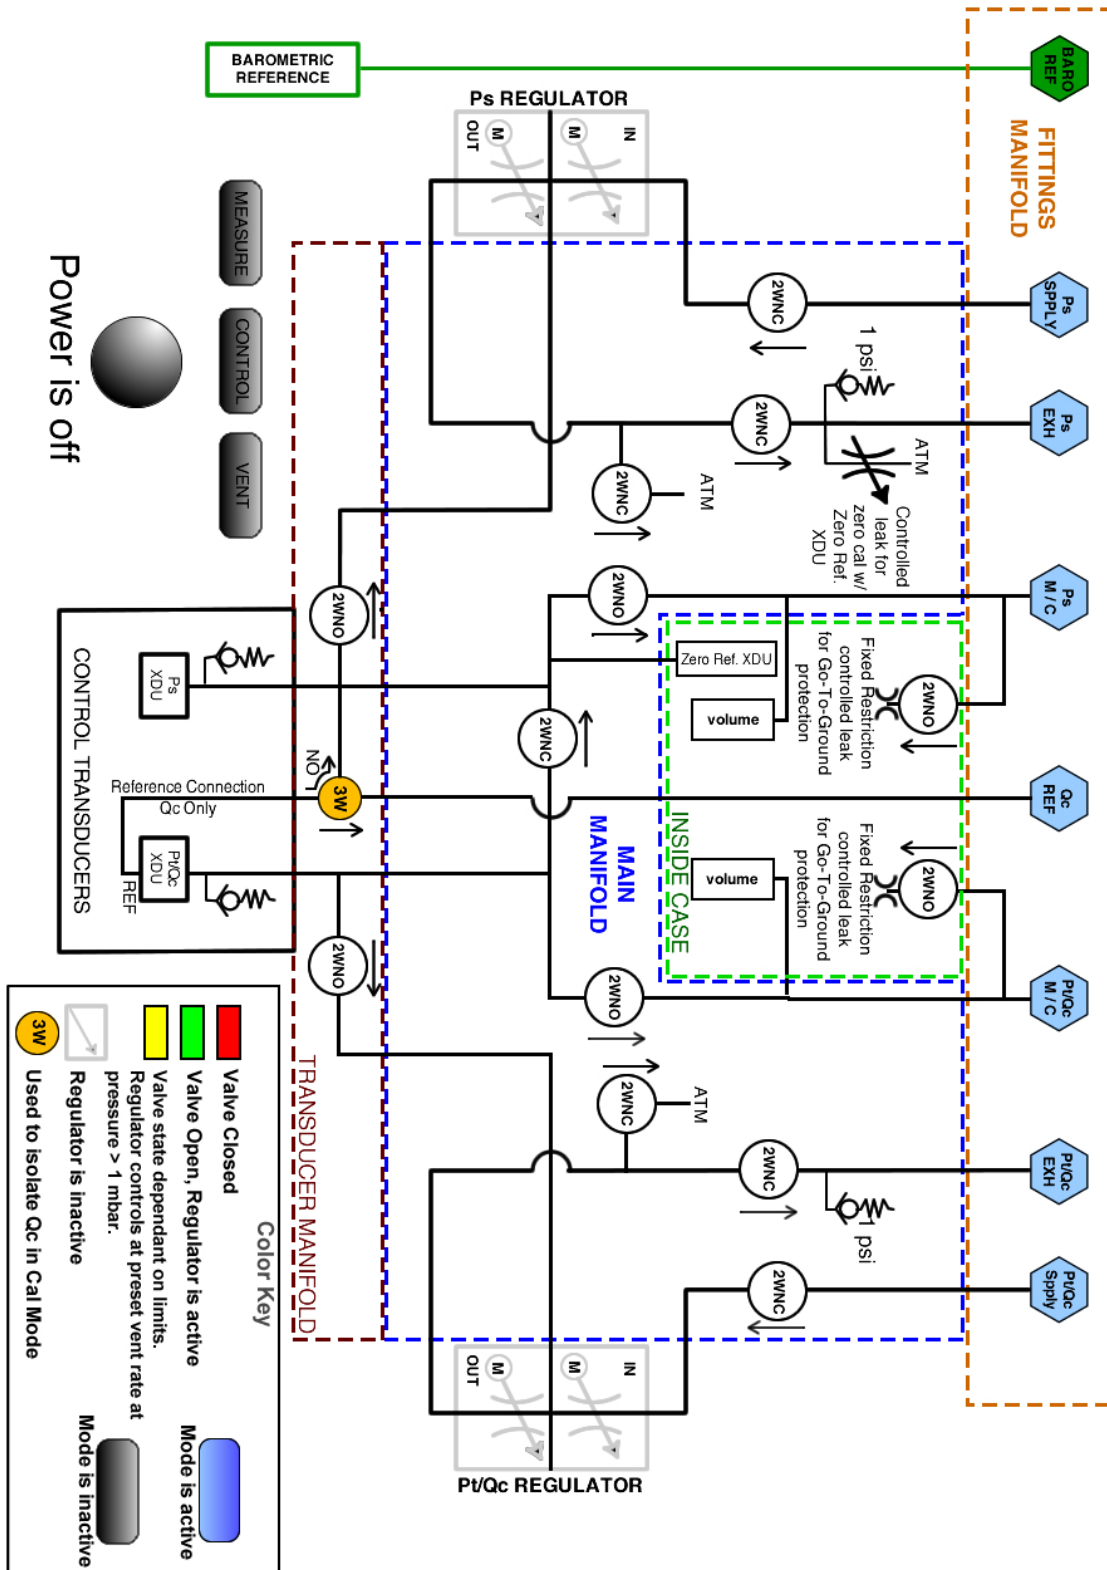 BAROMETRIC
REFERENCE
BARO
REF
FITTINGS
MANIFOLD
Ps REGULATOR
OUT
M
M
IN
MEASURE
CONTROL
VENT
Power is off
Ps
SPPLY
2WNC
1 psi
Ps
EXH
2WNC
ATM
2WNC
ATM
Controlled
leak for
zero cal w/
Zero Ref.
XDU
Ps
M / C
2WNO
2WNO
Zero Ref. XDU
volume
Fixed Restriction
controlled leak
for Go-To-Ground
protection
2WNO
CONTROL TRANSDUCERS
Ps
XDU
2WNC
NO
3W
Reference Connection
Qc Only
Pt/Qc
XDU
REF
Qc
REF
MAIN
MANIFOLD
INSIDE CASE
volume
Fixed Restriction
controlled leak
for Go-To-Ground
protection
2WNO
2WNO
2WNO
Pt/Qc
M / C
TRANSDUCER MANIFOLD
2WNC
ATM
2WNC
1 psi
Pt/Qc
EXH
2WNC
Pt/Qc
Spply
OUT
M
M
IN
Pt/Qc REGULATOR
Color Key
Valve Closed
Valve Open, Regulator is active
Valve state dependant on limits.
Regulator controls at preset vent rate at
pressure > 1 mbar.
Regulator is inactive
3W
Used to isolate Qc in Cal Mode
Mode is active
Mode is inactive